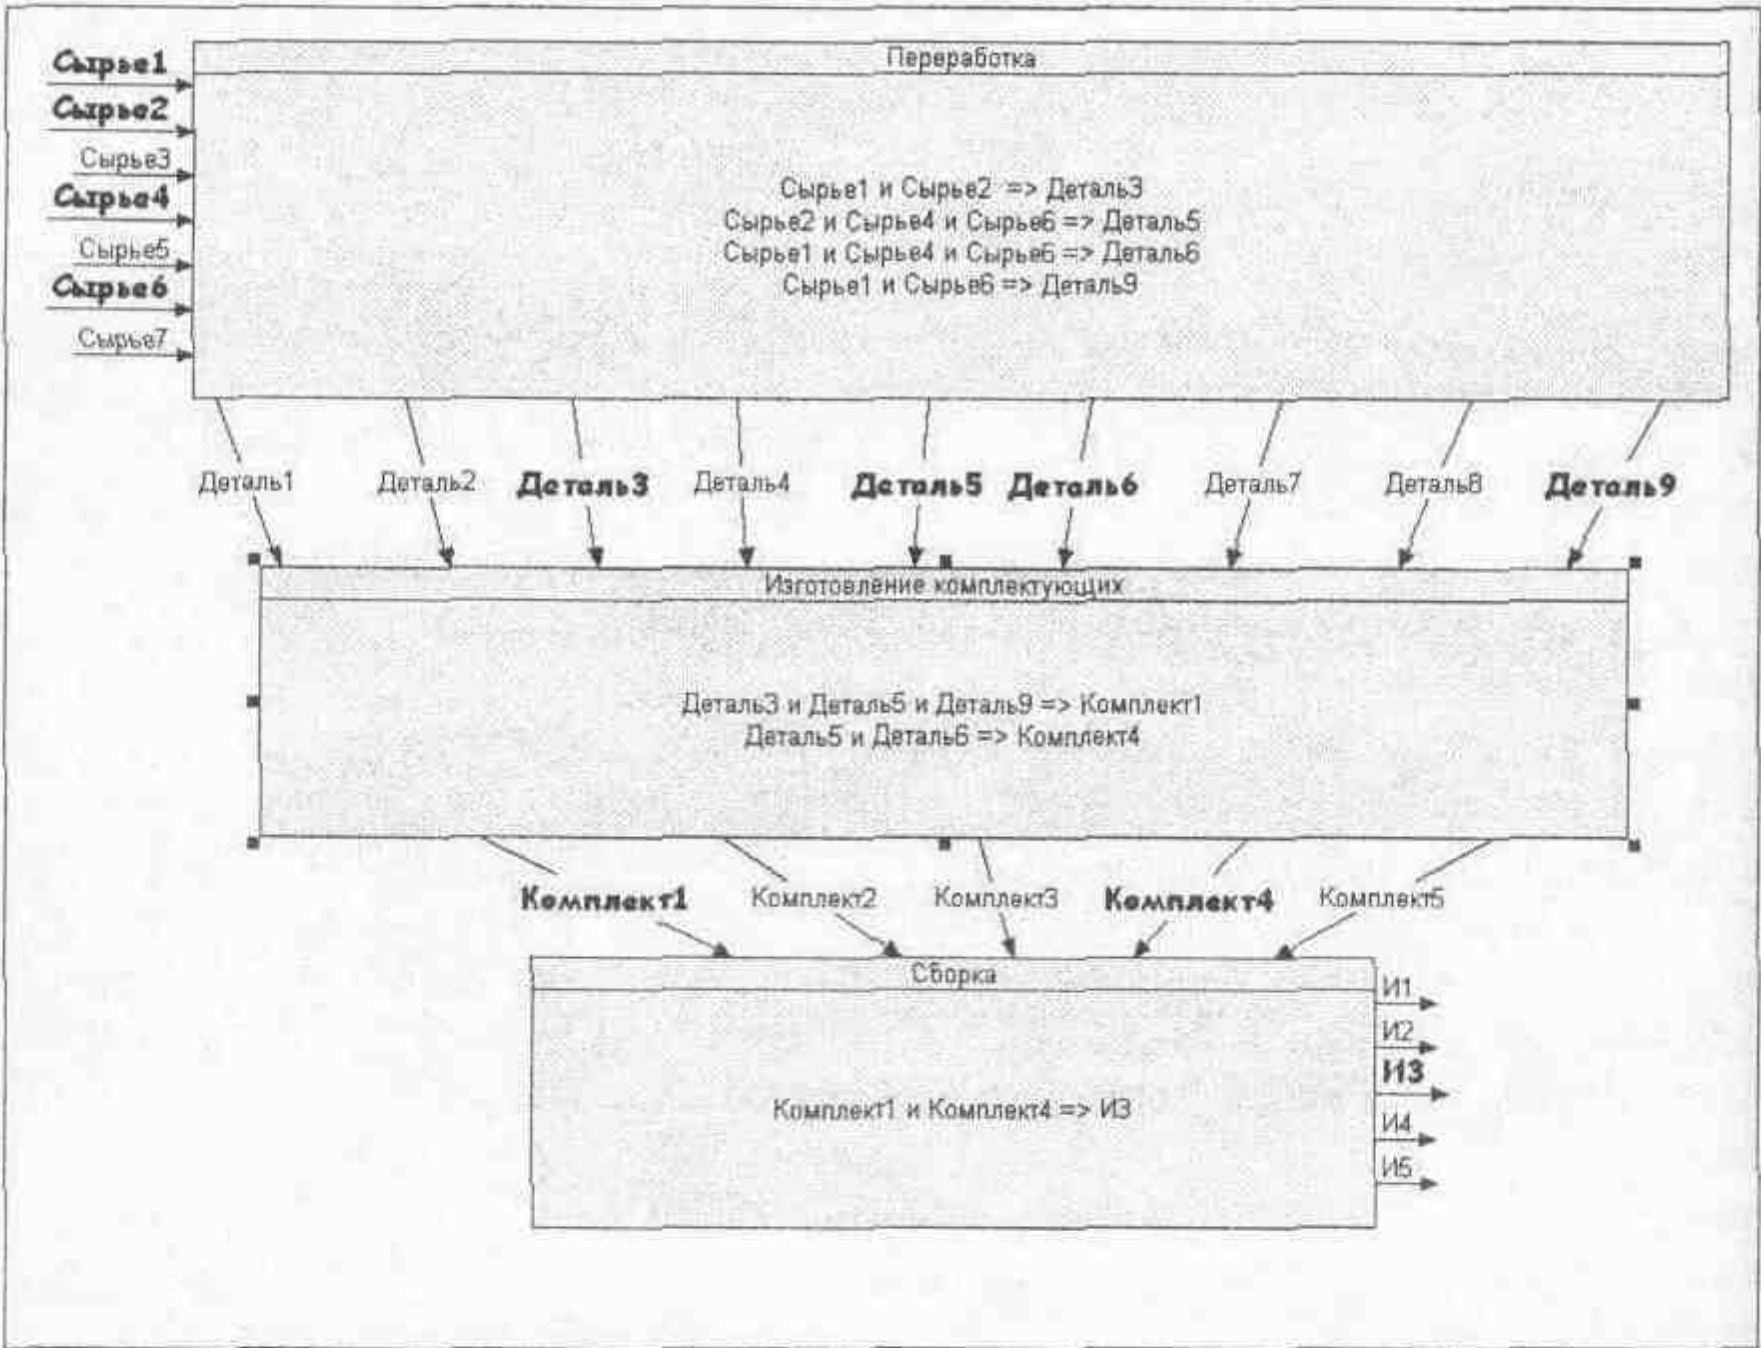 Переработка
Сырье1
Сырье2
Сырье3
Сырье4
Сырье5
Сырье6
Сырье7
Сырье1 и Сырье2 => Деталь3
Сырье2 и Сырье4 и Сырье6 => Деталь5
Сырье1 и Сырье4 и Сырье6 => Деталь6
Сырье1 и Сырье6 => Деталь9
Деталь1 Деталь2 Деталь3 Деталь4 Деталь5 Деталь6 Деталь7 Деталь8 Деталь9
Изготовление комплектующих
Деталь3 и Деталь5 и Деталь9 => Комплект1
Деталь5 и Деталь6 => Комплект4
Комплект1 Комплект2 Комплект3 Комплект4 Комплект5
Сборка
Комплект1 и Комплект4 => И3
И1
И2
И3
И4
И5